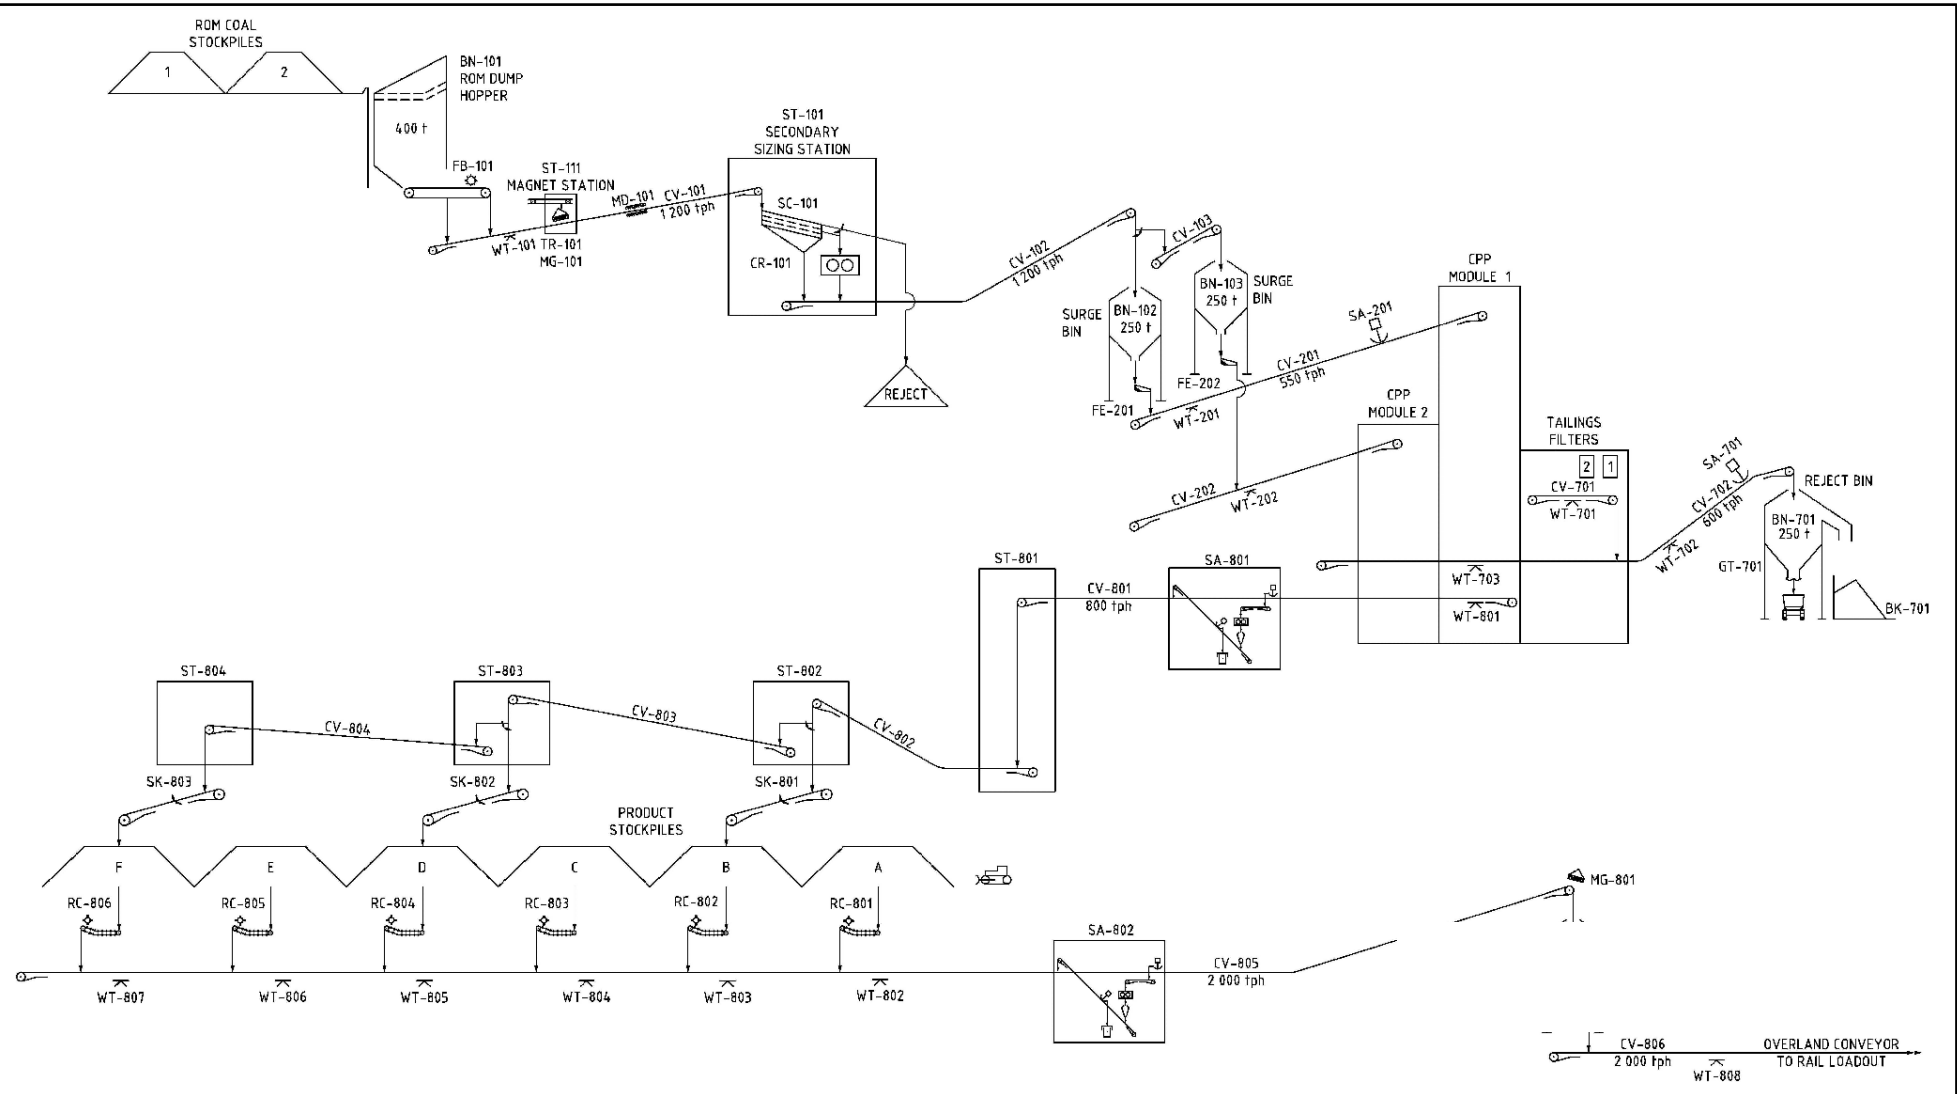 ROM COAL
STOCKPILES
1
2
BN-101
ROM DUMP
HOPPER
400 t
FB-101
ST-111
MAGNET STATION
MD-101
CV-101
1 200 tph
WT-101
TR-101
MG-101
ST-101
SECONDARY
SIZING STATION
SC-101
CR-101
REJECT
CV-102
1 200 tph
CV-103
BN-103
250 t
SURGE
BIN
SURGE
BIN
BN-102
250 t
FE-202
FE-201
SA-201
CV-201
550 tph
WT-201
CV-202
WT-202
CPP
MODULE 1
CPP
MODULE 2
TAILINGS
FILTERS
2
1
CV-701
WT-701
SA-701
CV-702
600 tph
WT-702
REJECT BIN
BN-701
250 t
GT-701
BK-701
WT-703
WT-801
ST-801
CV-801
800 tph
SA-801
ST-804
ST-803
ST-802
CV-804
CV-803
CV-802
SK-803
SK-802
SK-801
PRODUCT
STOCKPILES
F
E
D
C
B
A
RC-806
RC-805
RC-804
RC-803
RC-802
RC-801
WT-807
WT-806
WT-805
WT-804
WT-803
WT-802
SA-802
CV-805
2 000 tph
MG-801
CV-806
2 000 tph
WT-808
OVERLAND CONVEYOR
TO RAIL LOADOUT